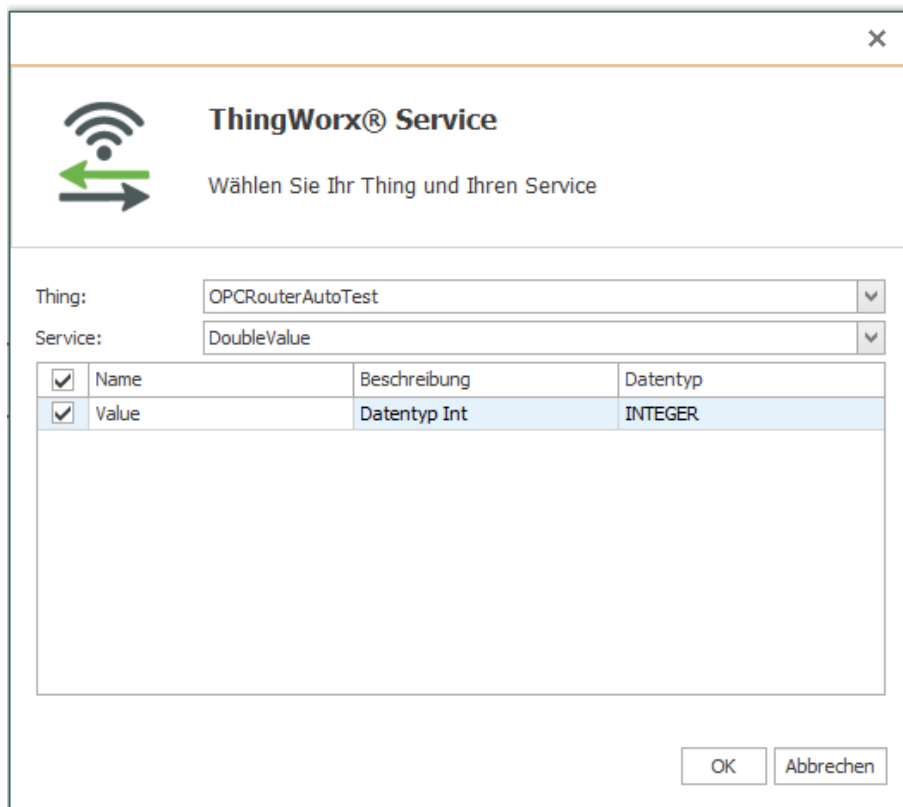 ThingWorx® Service
Wählen Sie Ihr Thing und Ihren Service
Thing: OPCRouterAutoTest
Service: DoubleValue
Name Beschreibung Datentyp
Value Datentyp Int INTEGER
OK Abbrechen